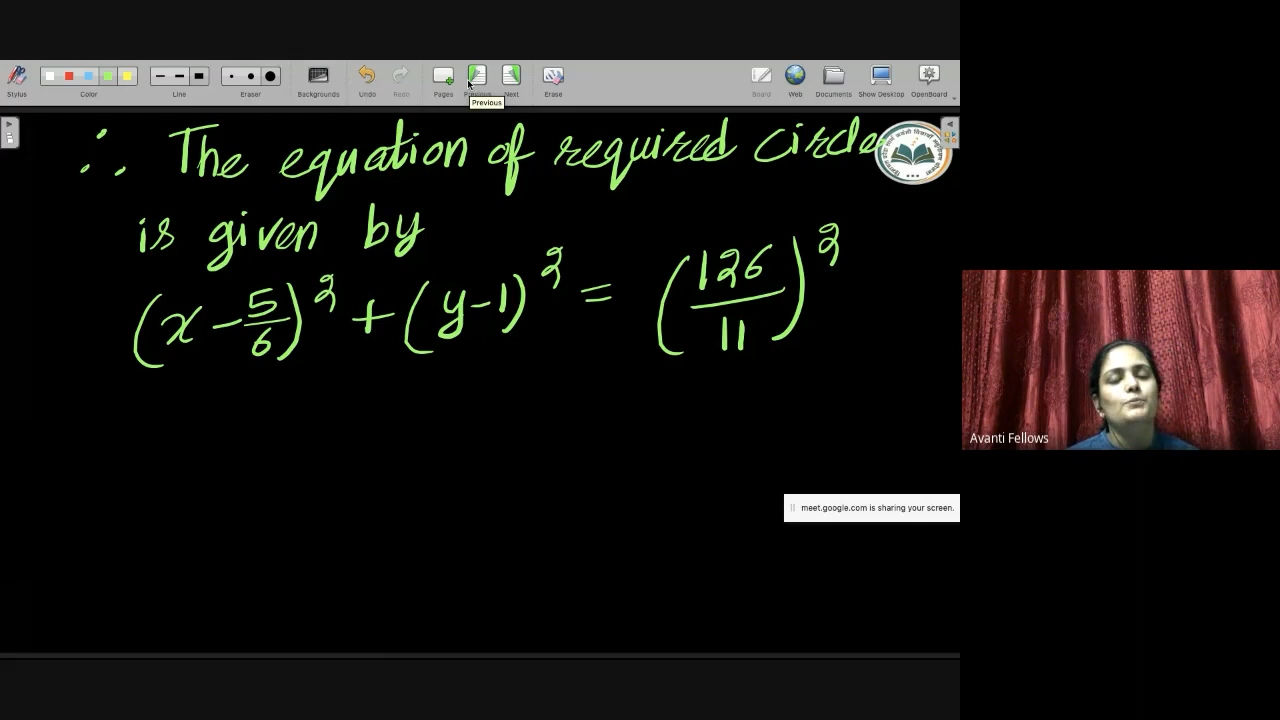 Stylus
Color
Line
Eraser
Backgrounds
Undo
Redo
Pages
Previous
Next
Erase
Board
Web
Documents
Show Desktop
OpenBoard
Previous
∴ The equation of required circle
is given by
(x - 5/6)² + (y-1)² = (126/11)²
Avanti Fellows
meet.google.com is sharing your screen.